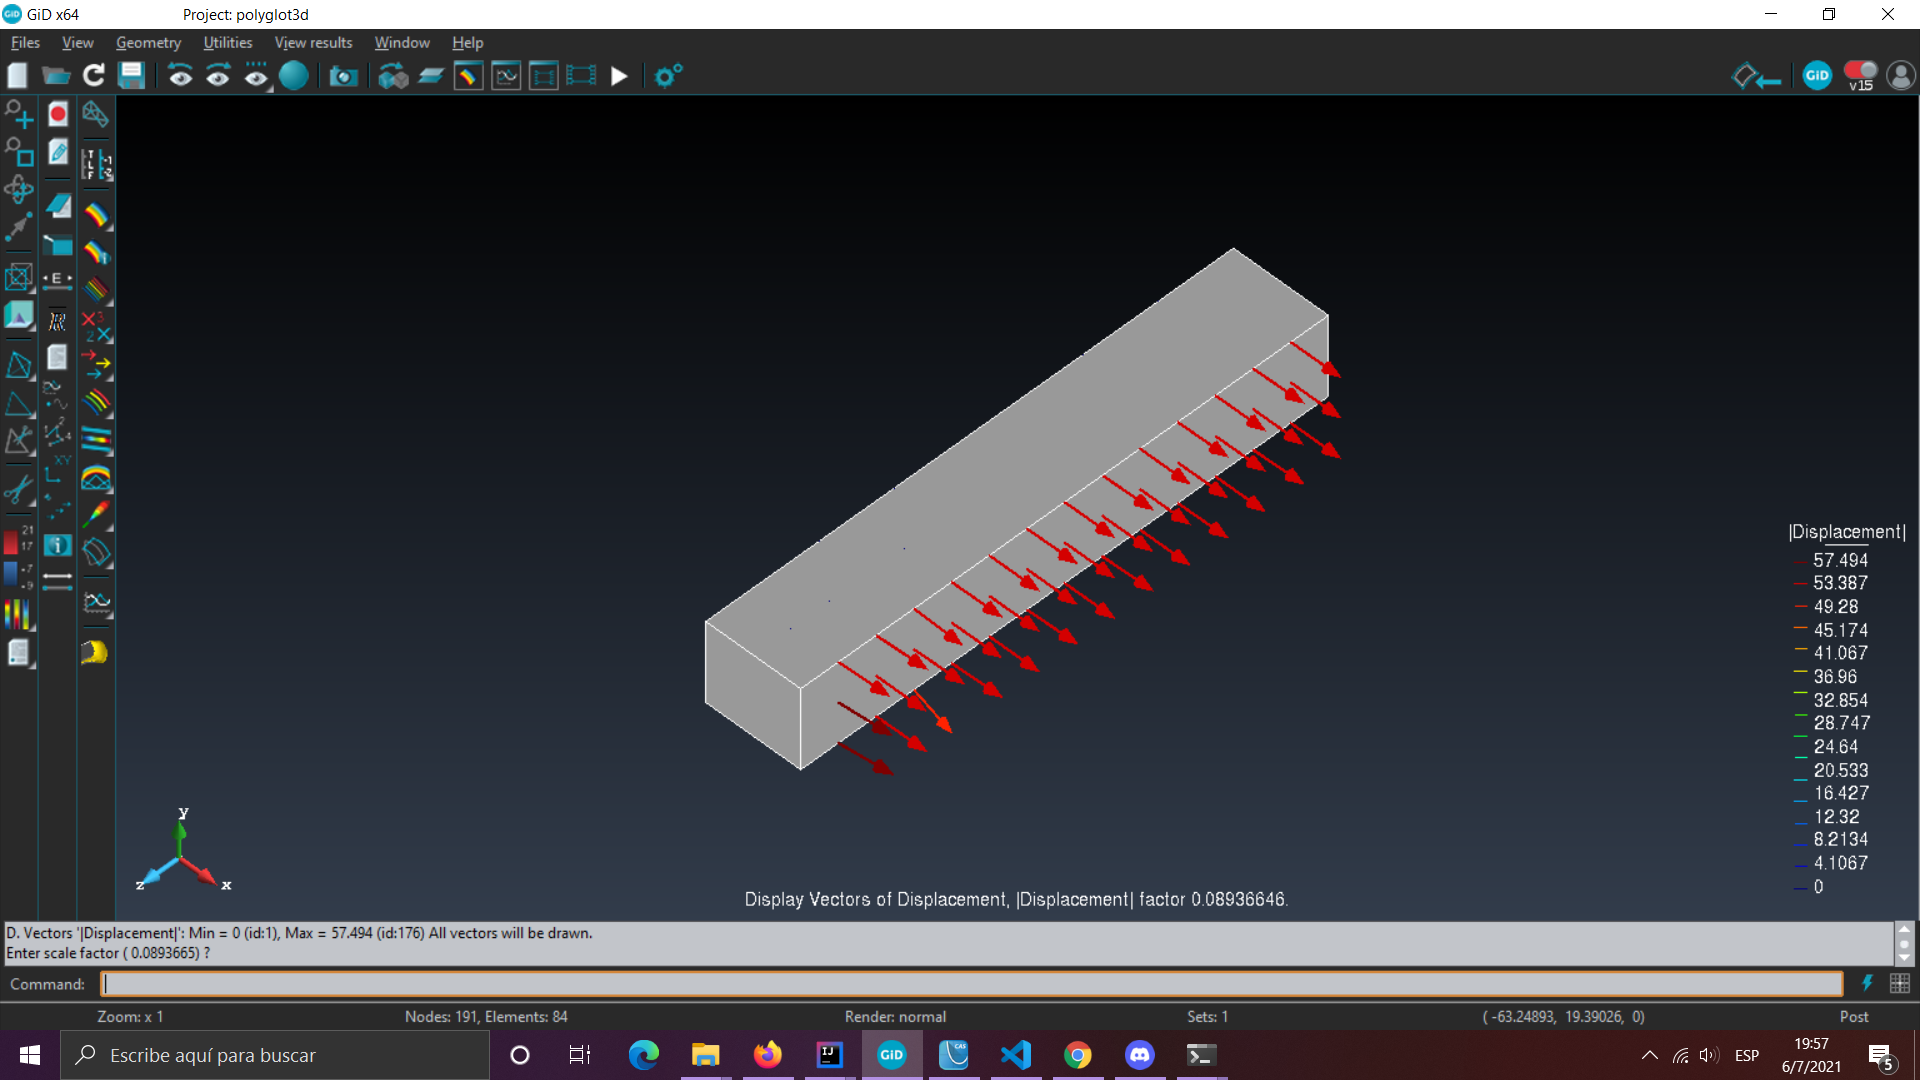 GiD x64
Project: polyglot3d
Files View Geometry Utilities View results Window Help
GiD
v15
|Displacement|
57.494
53.387
49.28
45.174
41.067
36.96
32.854
28.747
24.64
20.533
16.427
12.32
8.2134
4.1067
0
y
z
x
Display Vectors of Displacement, |Displacement| factor 0.08936646.
D. Vectors '|Displacement|': Min = 0 (id:1), Max = 57.494 (id:176) All vectors will be drawn.
Enter scale factor ( 0.0893665) ?
Command:
Zoom: x 1
Nodes: 191, Elements: 84
Render: normal
Sets: 1
( -63.24893, 19.39026, 0)
Post
Escribe aquí para buscar
IJ
GiD
CAS
ESP
19:57
6/7/2021
5